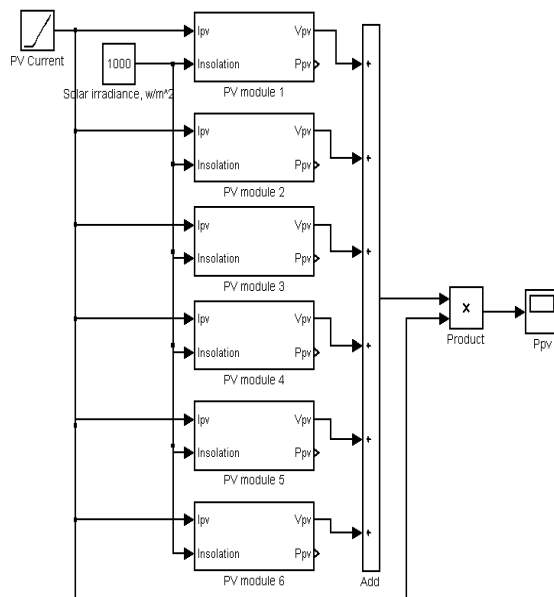 Ipv Vpv
PV Current
1000
Insolation Ppv
Solar irradiance, w/m^2
PV module 1
+
Ipv Vpv
Insolation Ppv
PV module 2
+
Ipv Vpv
Insolation Ppv
PV module 3
+
Ipv Vpv
Insolation Ppv
PV module 4
+
x
Product
Ppv
Ipv Vpv
Insolation Ppv
PV module 5
+
Ipv Vpv
Insolation Ppv
PV module 6
+
Add